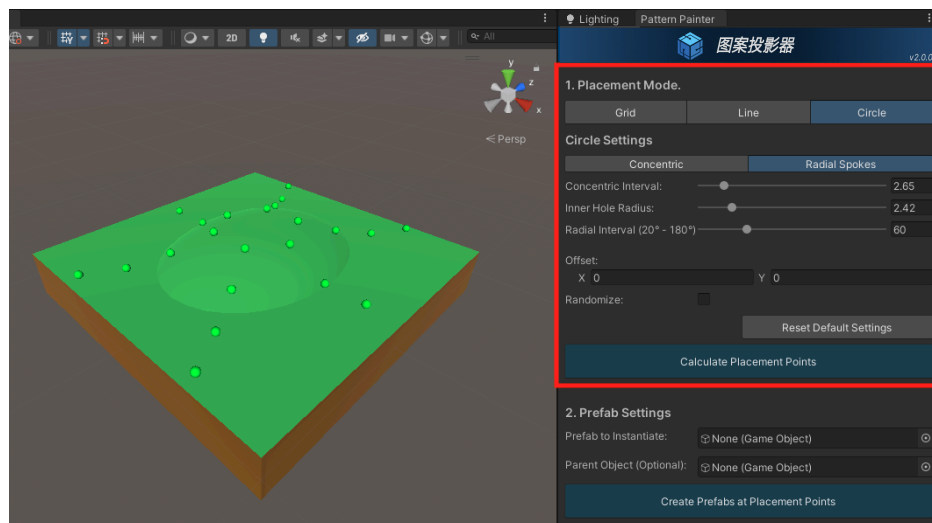 Lighting Pattern Painter
2D
All
图案投影器
v2.0.0
y
z
x
Persp
1. Placement Mode.
Grid Line Circle
Circle Settings
Concentric Radial Spokes
Concentric Interval: 2.65
Inner Hole Radius: 2.42
Radial Interval (20° - 180°) 60
Offset:
X 0 Y 0
Randomize:
Reset Default Settings
Calculate Placement Points
2. Prefab Settings
Prefab to Instantiate: None (Game Object)
Parent Object (Optional): None (Game Object)
Create Prefabs at Placement Points